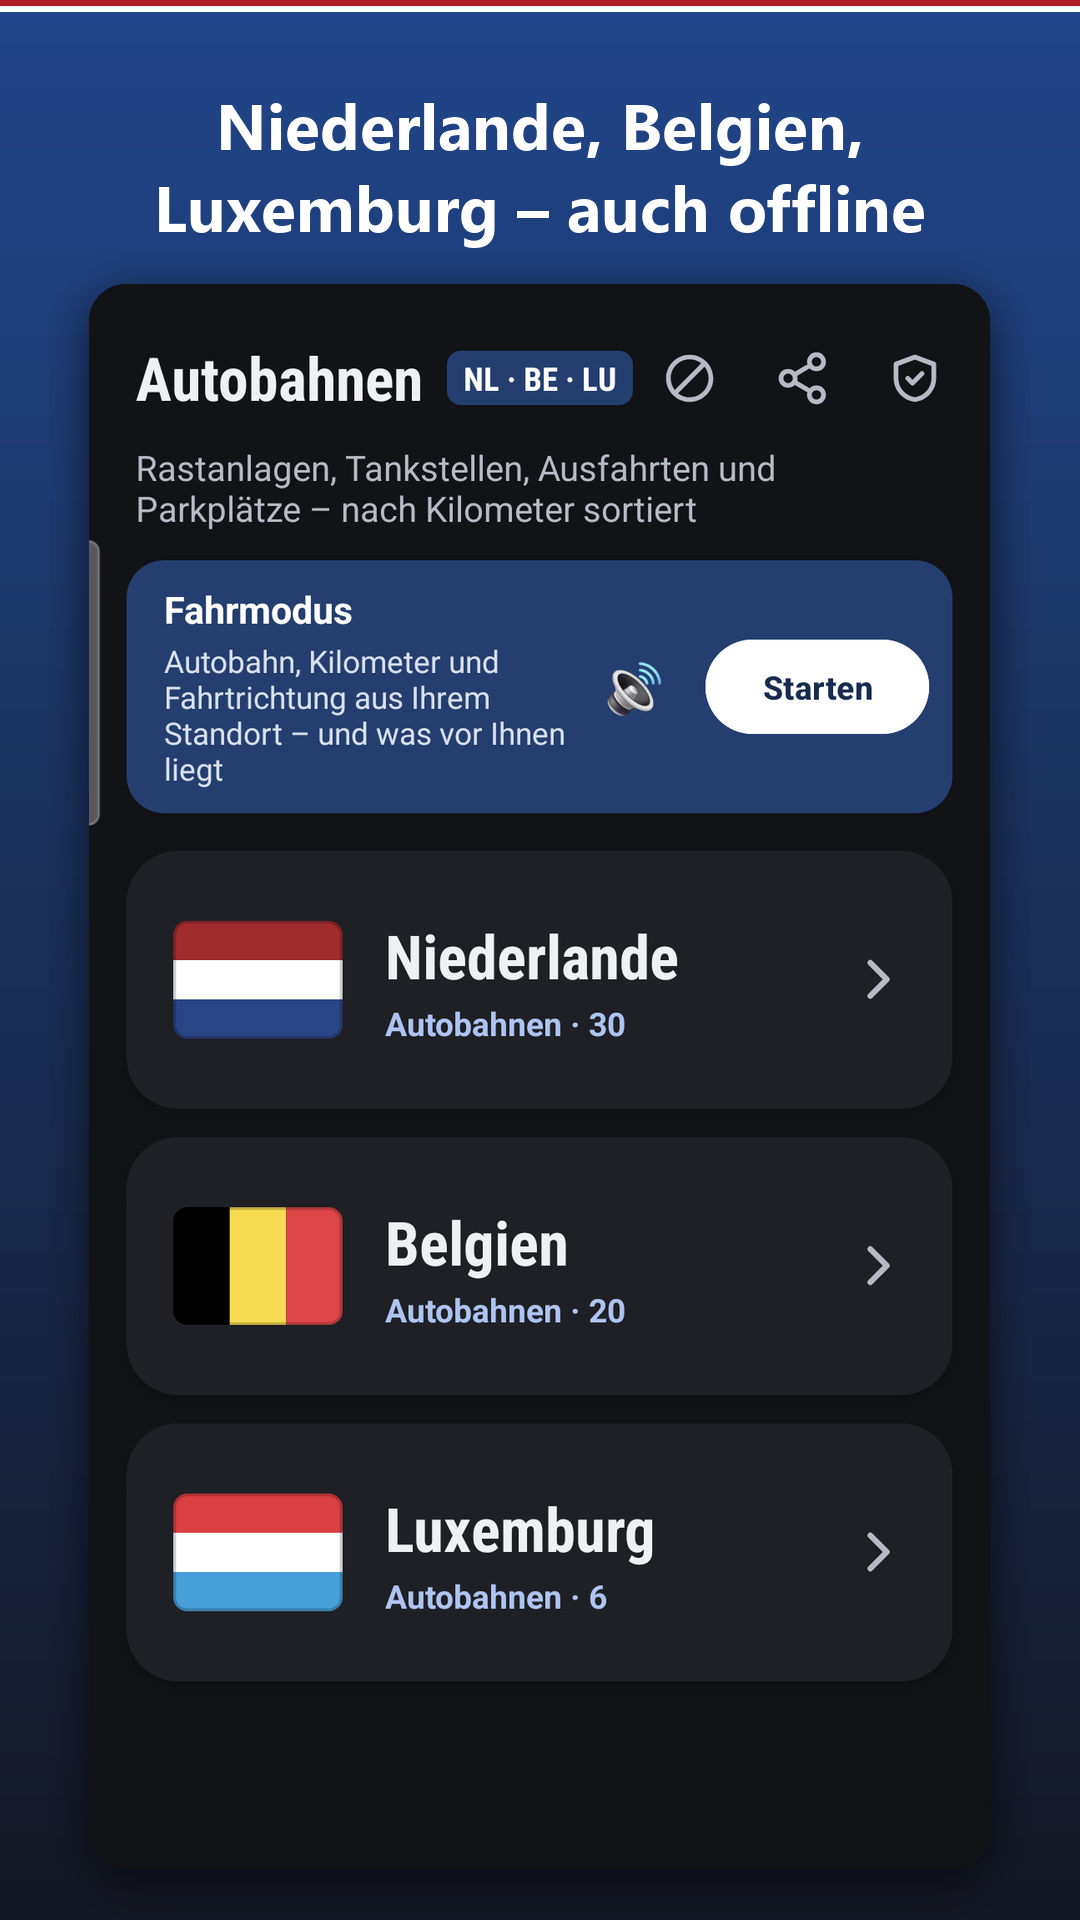 Niederlande, Belgien,
Luxemburg – auch offline
Autobahnen
NL · BE · LU
Rastanlagen, Tankstellen, Ausfahrten und
Parkplätze – nach Kilometer sortiert
Fahrmodus
Autobahn, Kilometer und
Fahrtrichtung aus Ihrem
Standort – und was vor Ihnen
liegt
Starten
Niederlande
Autobahnen · 30
Belgien
Autobahnen · 20
Luxemburg
Autobahnen · 6